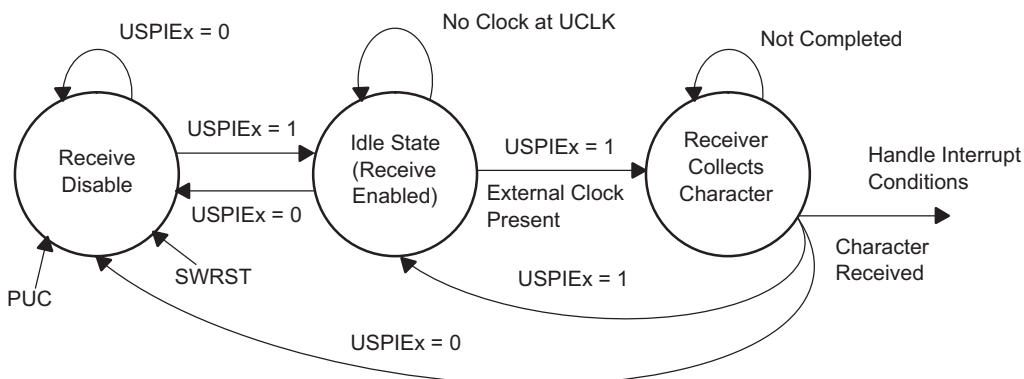 USPIEx = 0
No Clock at UCLK
Not Completed
USPIEx = 1
Receive
Disable
Idle State
(Receive
Enabled)
USPIEx = 1
Receiver
Collects
Character
Handle Interrupt
Conditions
USPIEx = 0
External Clock
Present
Character
Received
PUC
SWRST
USPIEx = 1
USPIEx = 0